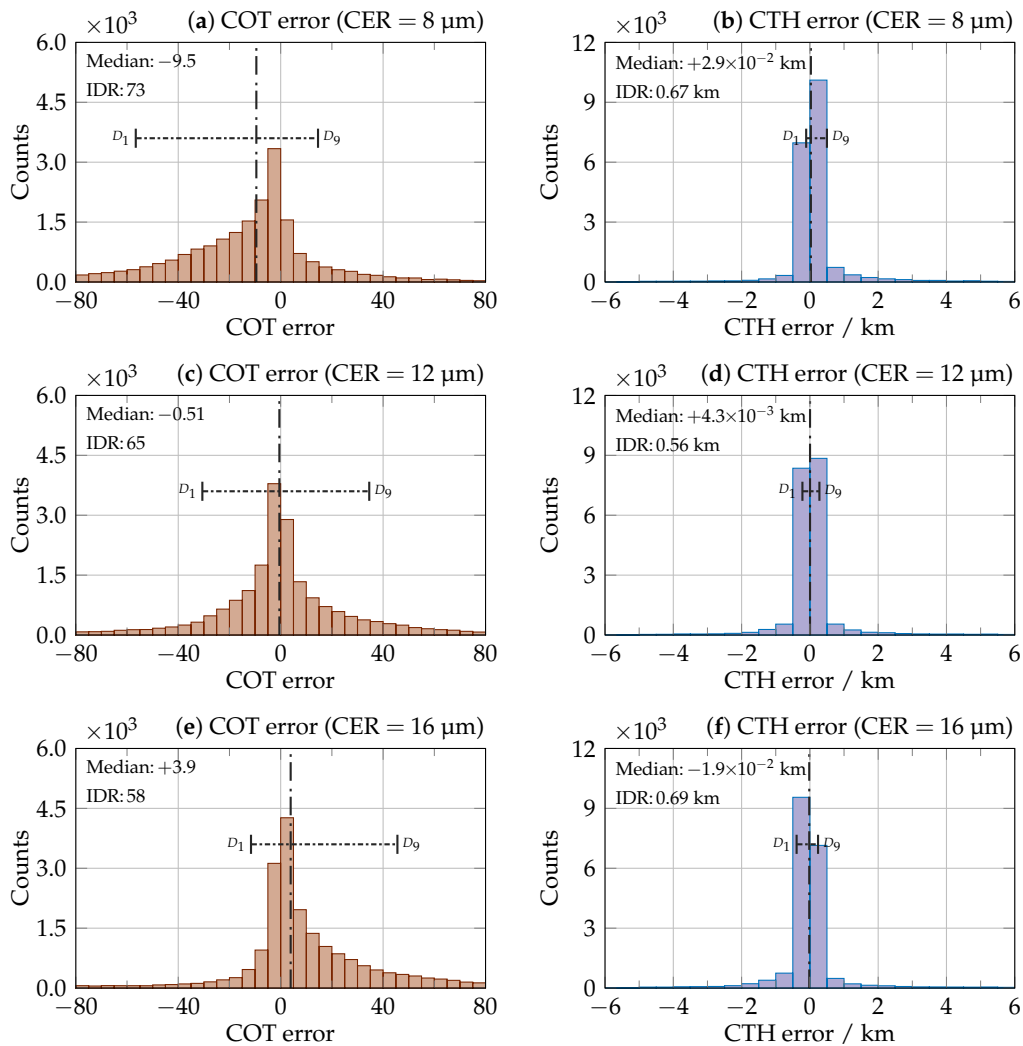 ×10³ (a) COT error (CER = 8 µm)
6.0
4.5
3.0
1.5
0.0
Counts
Median: −9.5
IDR: 73
D₁ D₉
−80 −40 0 40 80
COT error
×10³ (b) CTH error (CER = 8 µm)
12
9
6
3
0
Counts
Median: +2.9×10⁻² km
IDR: 0.67 km
D₁ D₉
−6 −4 −2 0 2 4 6
CTH error / km
×10³ (c) COT error (CER = 12 µm)
6.0
4.5
3.0
1.5
0.0
Counts
Median: −0.51
IDR: 65
D₁ D₉
−80 −40 0 40 80
COT error
×10³ (d) CTH error (CER = 12 µm)
12
9
6
3
0
Counts
Median: +4.3×10⁻³ km
IDR: 0.56 km
D₁ D₉
−6 −4 −2 0 2 4 6
CTH error / km
×10³ (e) COT error (CER = 16 µm)
6.0
4.5
3.0
1.5
0.0
Counts
Median: +3.9
IDR: 58
D₁ D₉
−80 −40 0 40 80
COT error
×10³ (f) CTH error (CER = 16 µm)
12
9
6
3
0
Counts
Median: −1.9×10⁻² km
IDR: 0.69 km
D₁ D₉
−6 −4 −2 0 2 4 6
CTH error / km